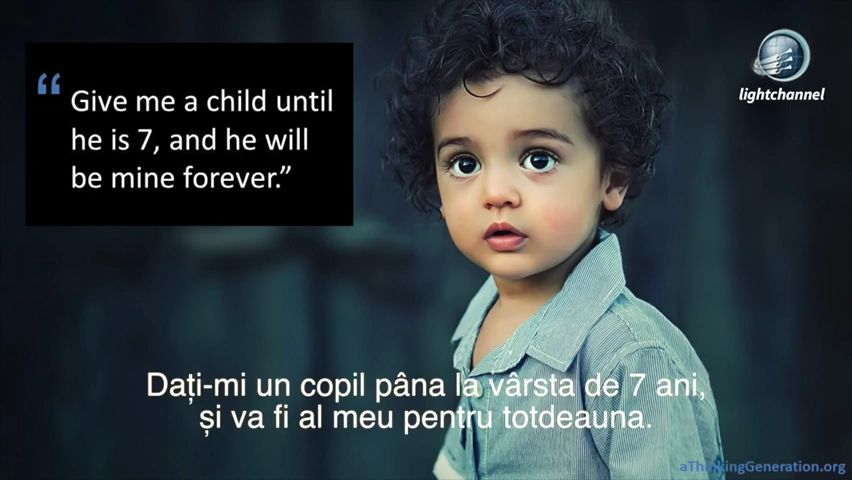 “
Give me a child until
he is 7, and he will
be mine forever.”
lightchannel
Dați-mi un copil pâna la vârsta de 7 ani,
și va fi al meu pentru totdeauna.
aThinkingGeneration.org